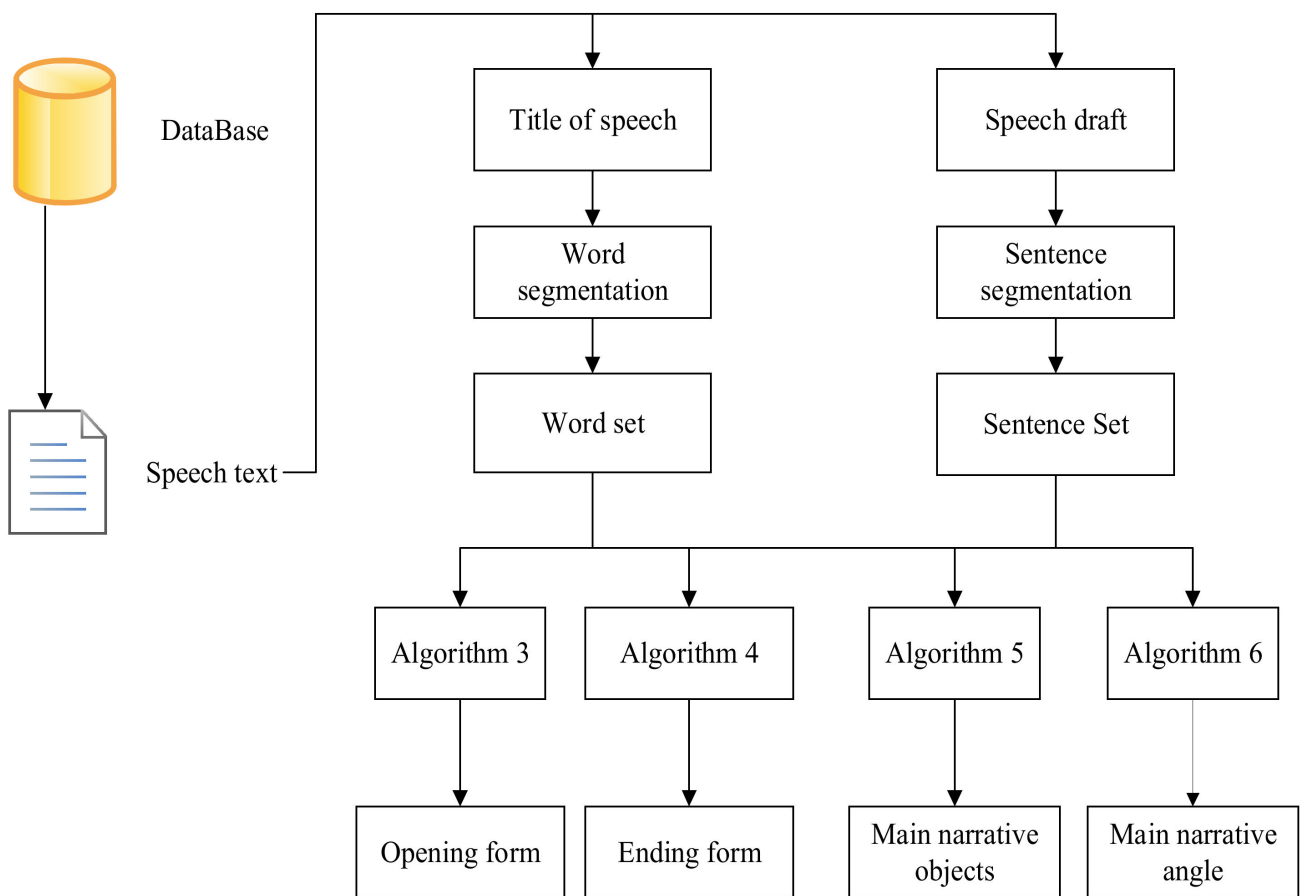 DataBase
Title of speech
Speech draft
Word
segmentation
Sentence
segmentation
Word set
Sentence Set
Speech text
Algorithm 3
Algorithm 4
Algorithm 5
Algorithm 6
Opening form
Ending form
Main narrative
objects
Main narrative
angle